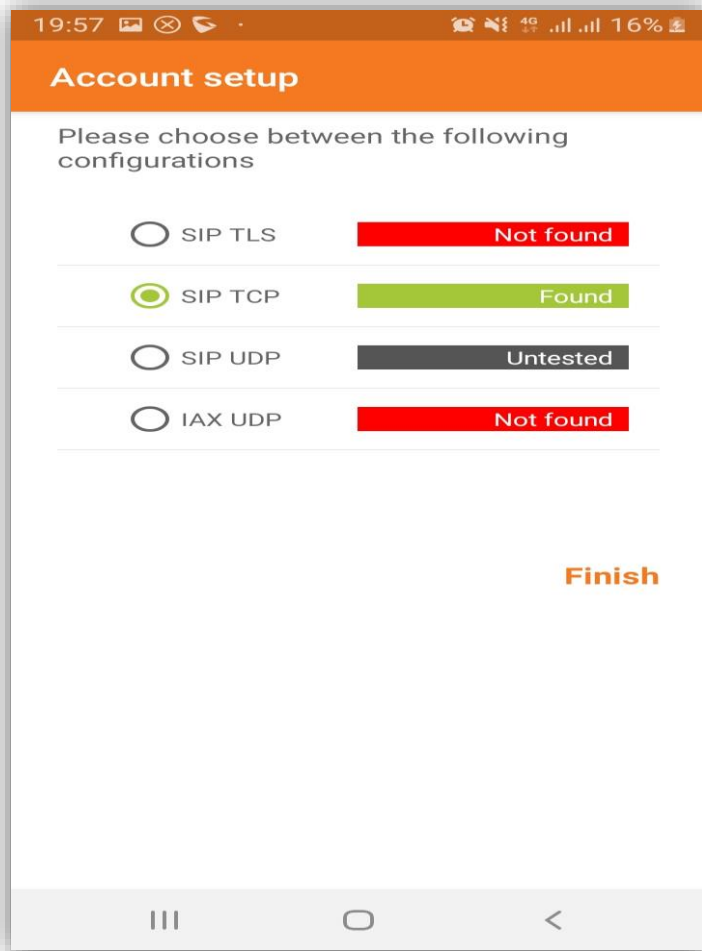 19:57 4G 16%
Account setup
Please choose between the following
configurations
SIP TLS Not found
SIP TCP Found
SIP UDP Untested
IAX UDP Not found
Finish